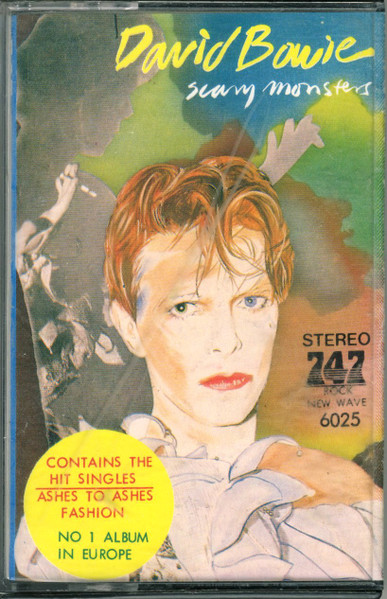 David Bowie
scary monsters
STEREO
747
ROCK
NEW WAVE
6025
CONTAINS THE
HIT SINGLES
ASHES TO ASHES
FASHION
NO 1 ALBUM
IN EUROPE